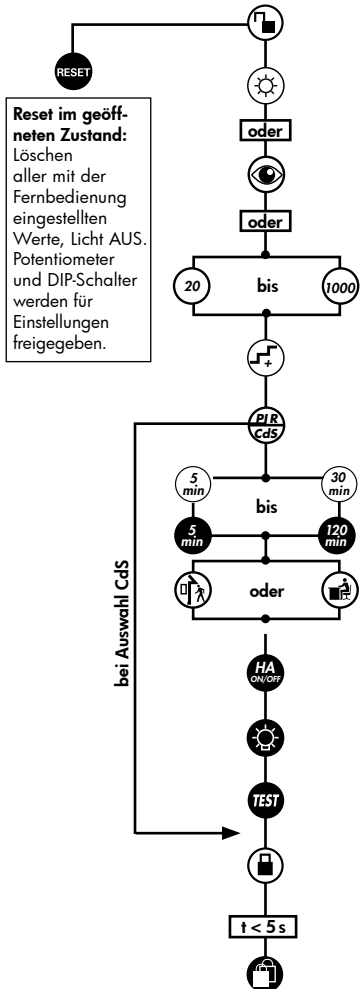 RESET
Reset im geöff-
neten Zustand:
Löschen
aller mit der
Fernbedienung
eingestellten
Werte, Licht AUS.
Potentiometer
und DIP-Schalter
werden für
Einstellungen
freigegeben.
oder
oder
20 bis 1000
+
PIR
CdS
5
min
30
min
bis
5
min
120
min
oder
bei Auswahl CdS
HA
ON/OFF
TEST
t < 5 s